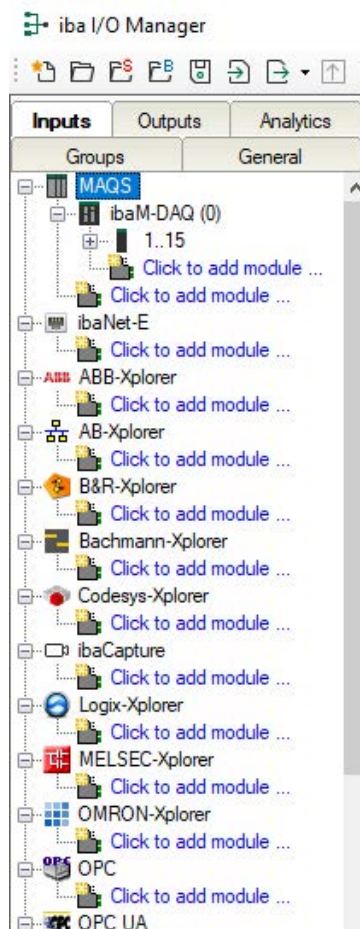 iba I/O Manager
Inputs Outputs Analytics
Groups General
MAQS
ibaM-DAQ (0)
1..15
Click to add module ...
Click to add module ...
ibaNet-E
Click to add module ...
ABB ABB-Xplorer
Click to add module ...
AB-Xplorer
Click to add module ...
B&R-Xplorer
Click to add module ...
Bachmann-Xplorer
Click to add module ...
Codesys-Xplorer
Click to add module ...
ibaCapture
Click to add module ...
Logix-Xplorer
Click to add module ...
MELSEC-Xplorer
Click to add module ...
OMRON-Xplorer
Click to add module ...
OPC OPC
Click to add module ...
OPC OPC UA